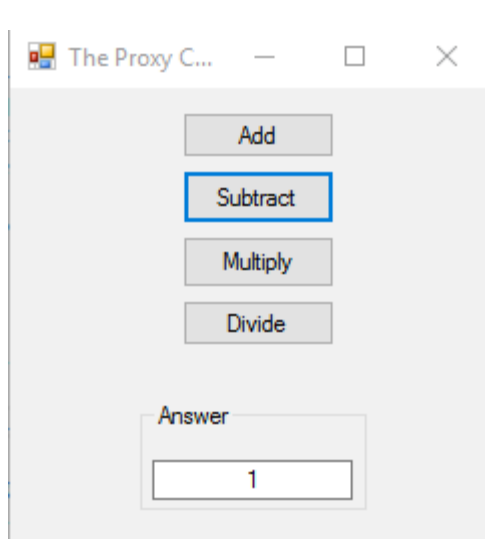 The Proxy C...
Add
Subtract
Multiply
Divide
Answer
1